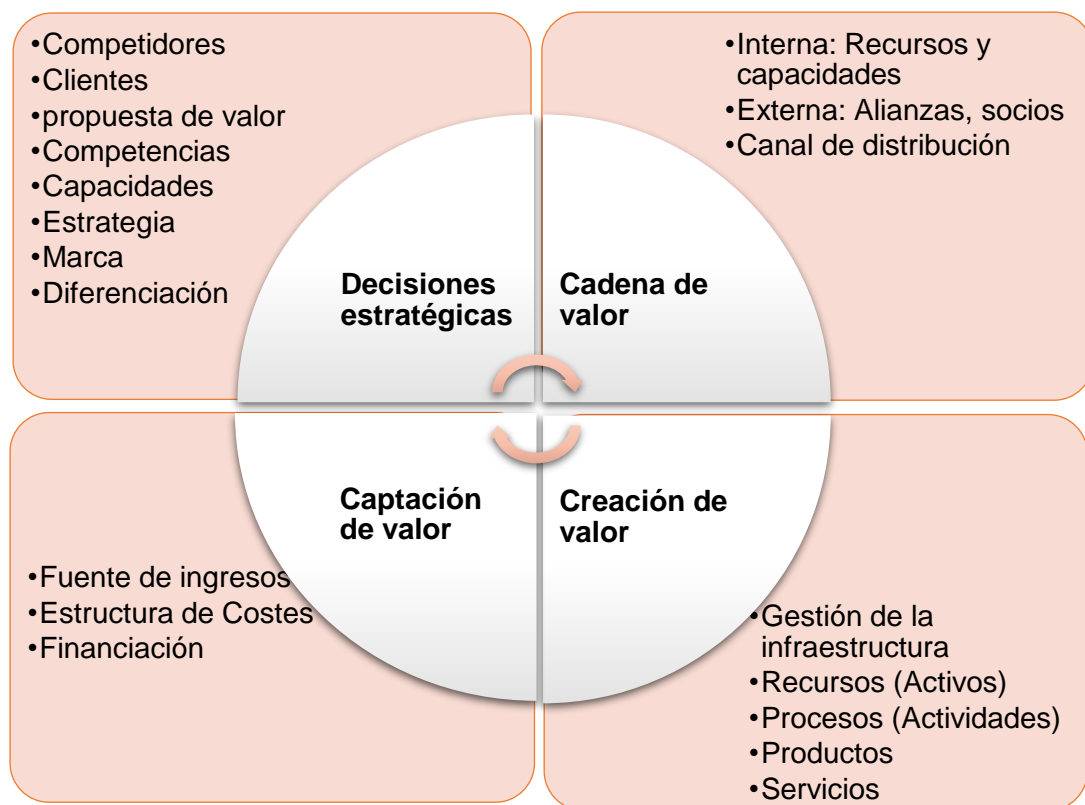 •Competidores
•Clientes
•propuesta de valor
•Competencias
•Capacidades
•Estrategia
•Marca
•Diferenciación
•Interna: Recursos y
capacidades
•Externa: Alianzas, socios
•Canal de distribución
Decisiones
estratégicas
Cadena de
valor
Captación
de valor
Creación de
valor
•Fuente de ingresos
•Estructura de Costes
•Financiación
•Gestión de la
infraestructura
•Recursos (Activos)
•Procesos (Actividades)
•Productos
•Servicios